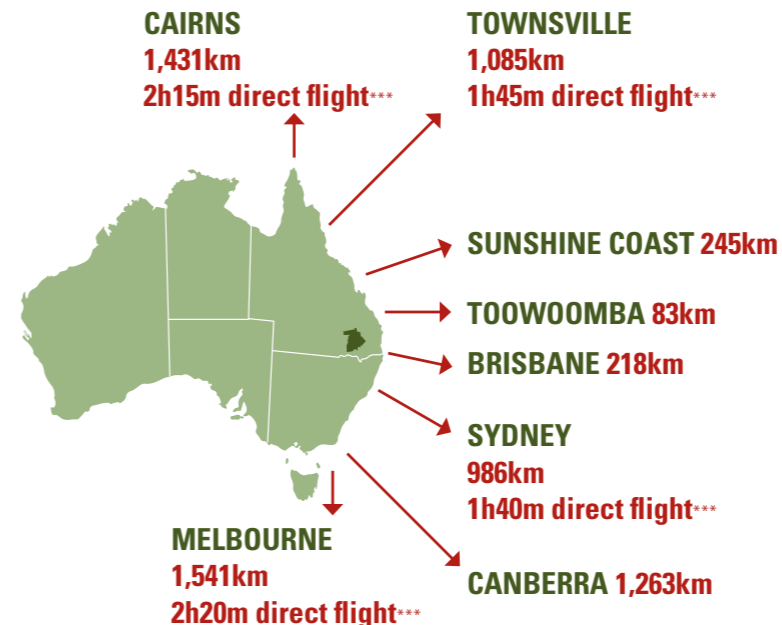 CAIRNS
1,431km
2h15m direct flight***
TOWNSVILLE
1,085km
1h45m direct flight***
SUNSHINE COAST 245km
TOOWOOMBA 83km
BRISBANE 218km
SYDNEY
986km
1h40m direct flight***
CANBERRA 1,263km
MELBOURNE
1,541km
2h20m direct flight***